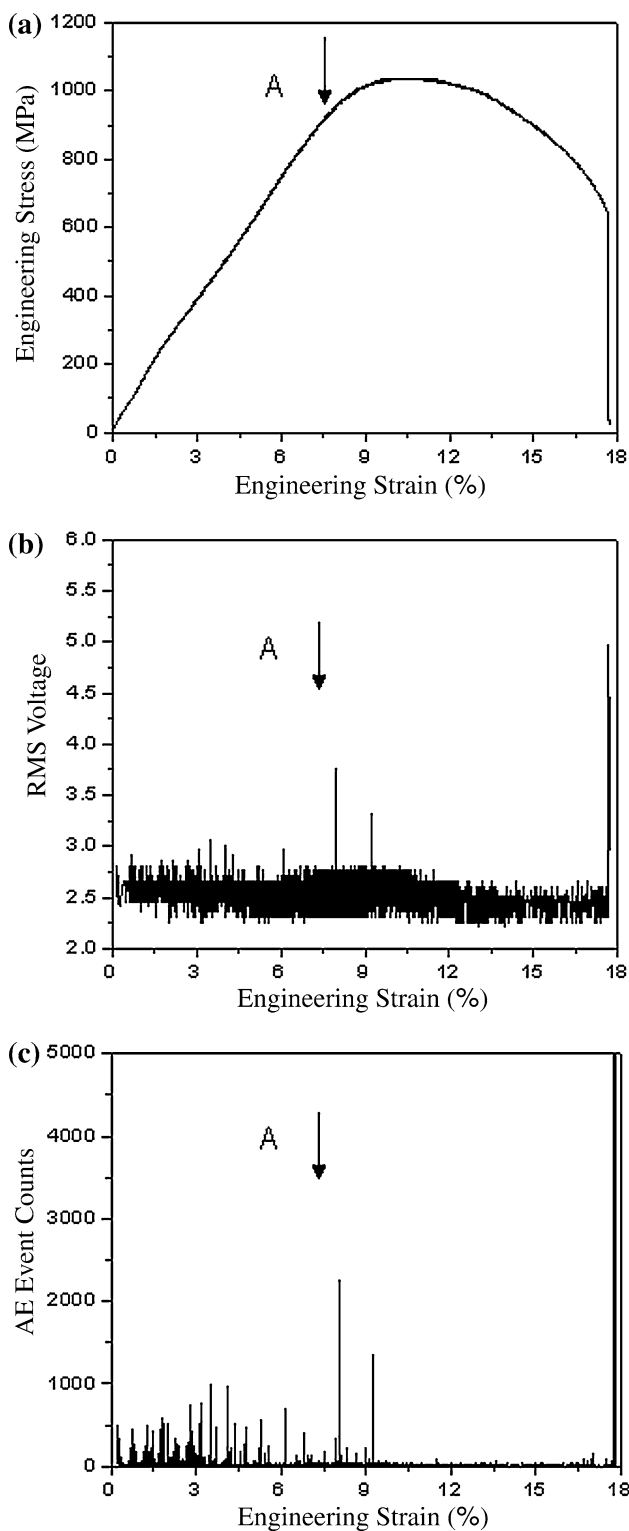 (a)
1200
1000
800
600
400
200
0
A
Engineering Stress (MPa)
0 3 6 9 12 15 18
Engineering Strain (%)
(b)
6.0
5.5
5.0
4.5
4.0
3.5
3.0
2.5
2.0
A
RMS Voltage
0 3 6 9 12 15 18
Engineering Strain (%)
(c)
5000
4000
3000
2000
1000
0
A
AE Event Counts
0 3 6 9 12 15 18
Engineering Strain (%)